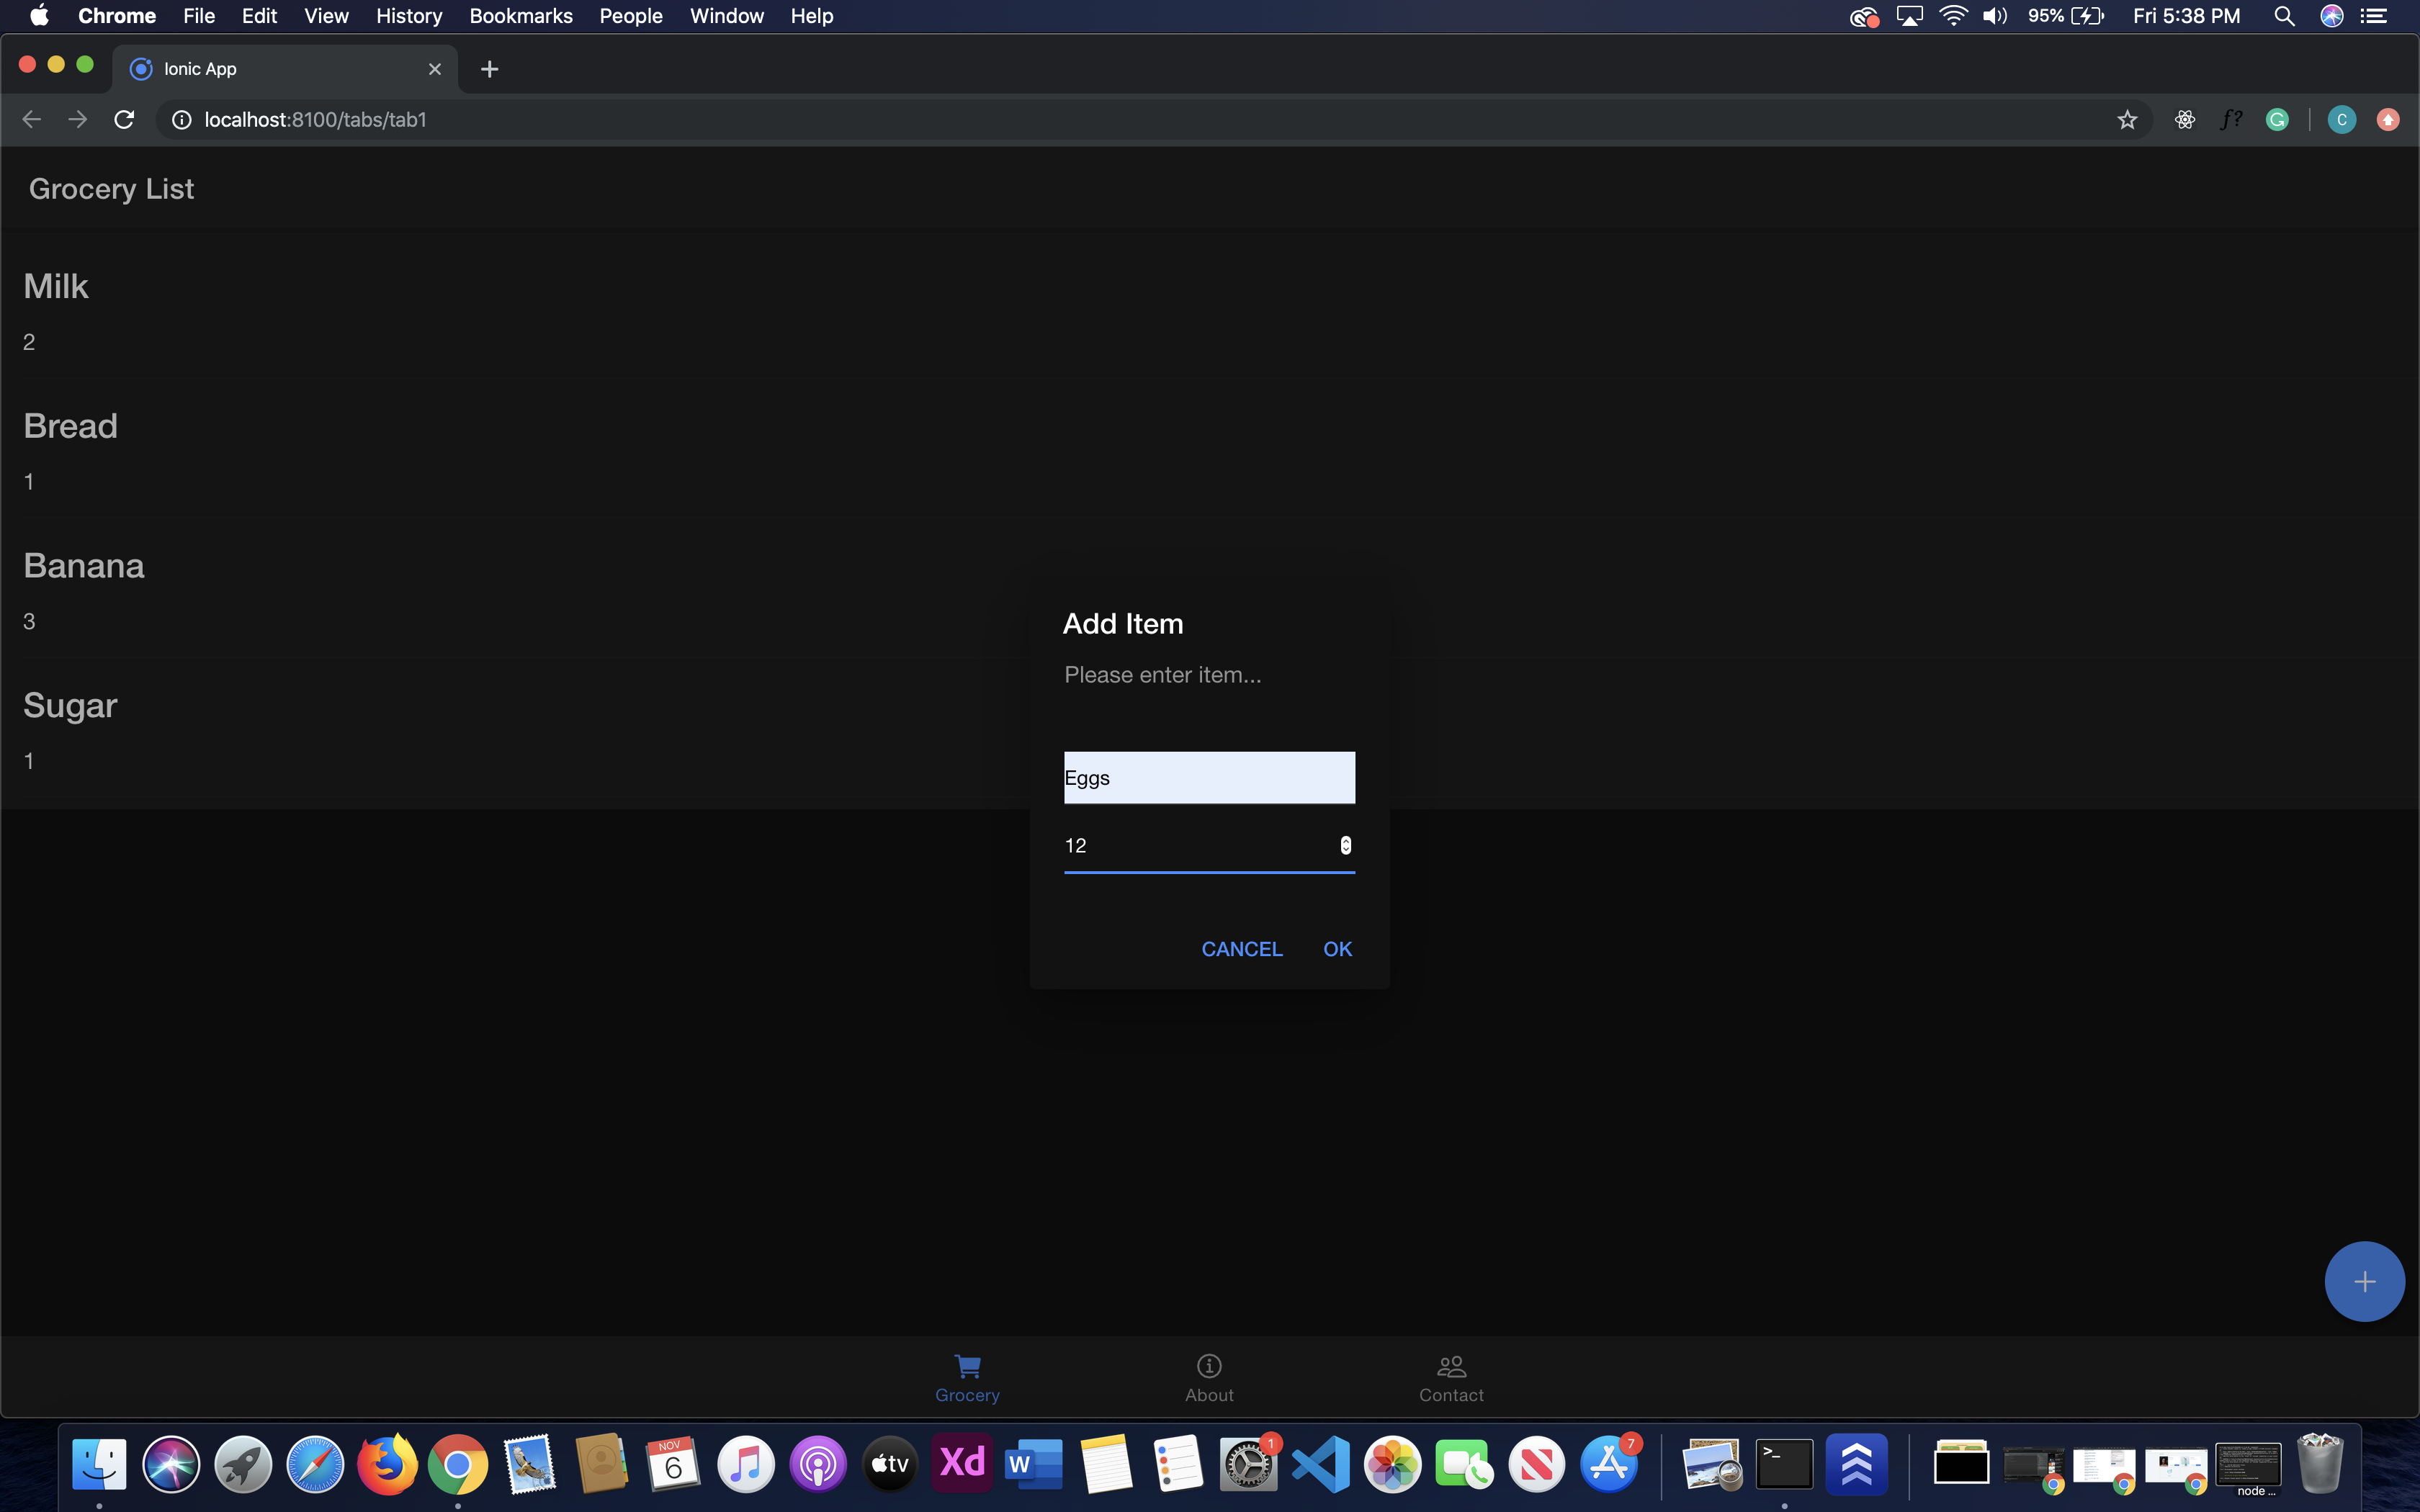 Chrome File Edit View History Bookmarks People Window Help 95% Fri 5:38 PM
Ionic App
localhost:8100/tabs/tab1 f? C
Grocery List
Milk
2
Bread
1
Banana
3
Sugar
1
Add Item
Please enter item...
Eggs
12
CANCEL OK
Grocery About Contact
NOV
6
tv
Xd
W
1
7
>_
node ...